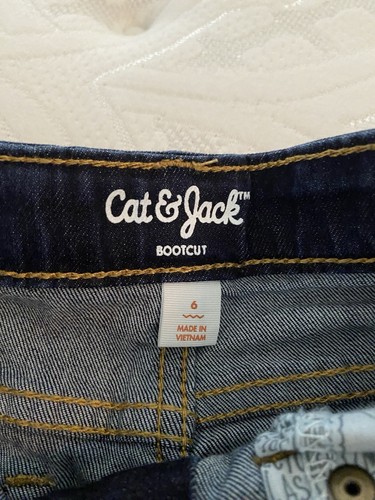 Cat & Jack™
BOOTCUT
6
MADE IN
VIETNAM